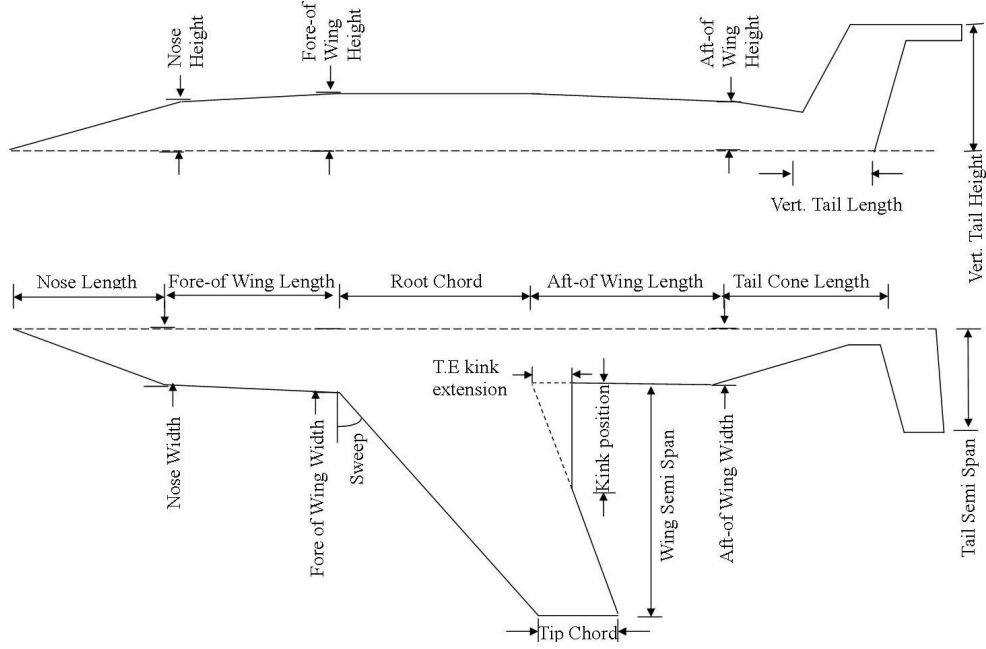 Nose
Height
Fore-of
Wing
Height
Aft-of
Wing
Height
Vert. Tail Length
Vert. Tail Height
Nose Length
Fore-of Wing Length
Root Chord
Aft-of Wing Length
Tail Cone Length
T.E kink
extension
Kink position
Nose Width
Fore of Wing Width
Sweep
Wing Semi Span
Aft-of Wing Width
Tail Semi Span
Tip Chord